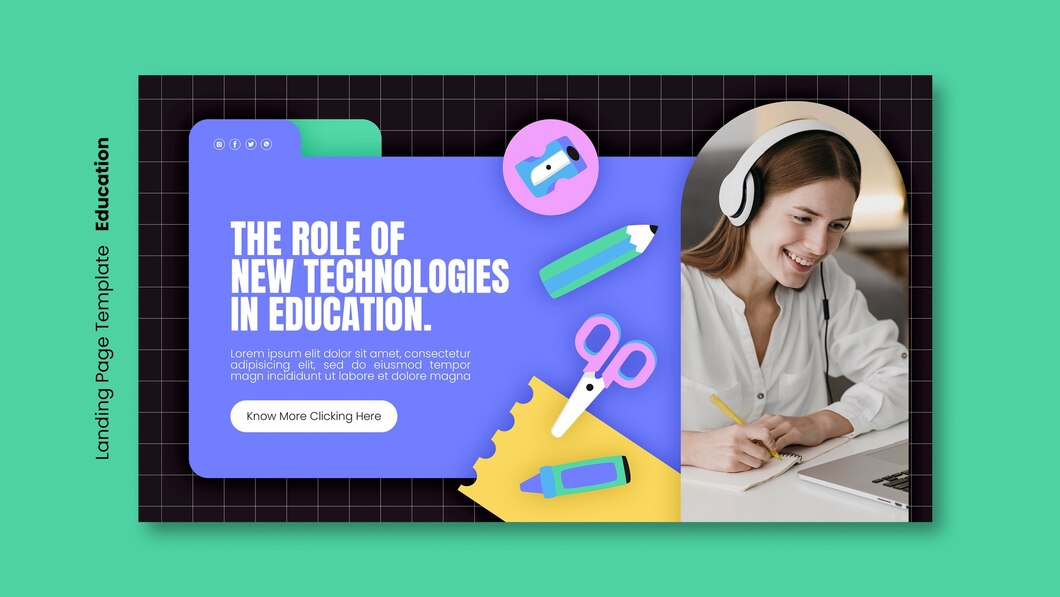 Landing Page Template Education
THE ROLE OF
NEW TECHNOLOGIES
IN EDUCATION.
Lorem ipsum elit dolor sit amet, consectetur
adipisicing elit, sed do eiusmod tempor
magn incididunt ut labore et dolore magna
Know More Clicking Here